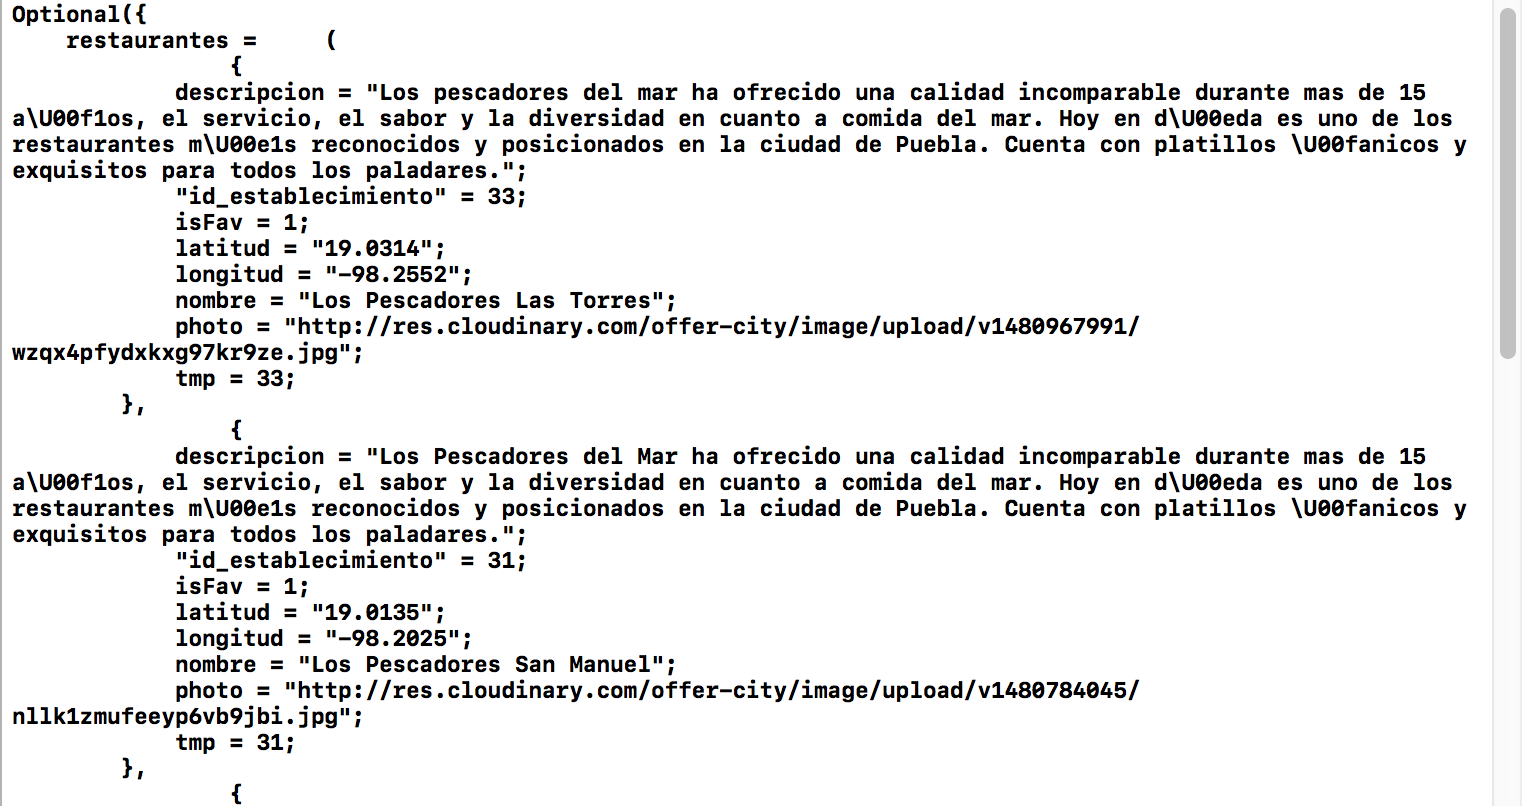 Optional({
    restaurantes =     (
                {
            descripcion = "Los pescadores del mar ha ofrecido una calidad incomparable durante mas de 15
a\U00f1os, el servicio, el sabor y la diversidad en cuanto a comida del mar. Hoy en d\U00eda es uno de los
restaurantes m\U00e1s reconocidos y posicionados en la ciudad de Puebla. Cuenta con platillos \U00fanicos y
exquisitos para todos los paladares.";
            "id_establecimiento" = 33;
            isFav = 1;
            latitud = "19.0314";
            longitud = "-98.2552";
            nombre = "Los Pescadores Las Torres";
            photo = "http://res.cloudinary.com/offer-city/image/upload/v1480967991/
wzqx4pfydxkxg97kr9ze.jpg";
            tmp = 33;
        },
                {
            descripcion = "Los Pescadores del Mar ha ofrecido una calidad incomparable durante mas de 15
a\U00f1os, el servicio, el sabor y la diversidad en cuanto a comida del mar. Hoy en d\U00eda es uno de los
restaurantes m\U00e1s reconocidos y posicionados en la ciudad de Puebla. Cuenta con platillos \U00fanicos y
exquisitos para todos los paladares.";
            "id_establecimiento" = 31;
            isFav = 1;
            latitud = "19.0135";
            longitud = "-98.2025";
            nombre = "Los Pescadores San Manuel";
            photo = "http://res.cloudinary.com/offer-city/image/upload/v1480784045/
nllk1zmufeeyp6vb9jbi.jpg";
            tmp = 31;
        },
                {